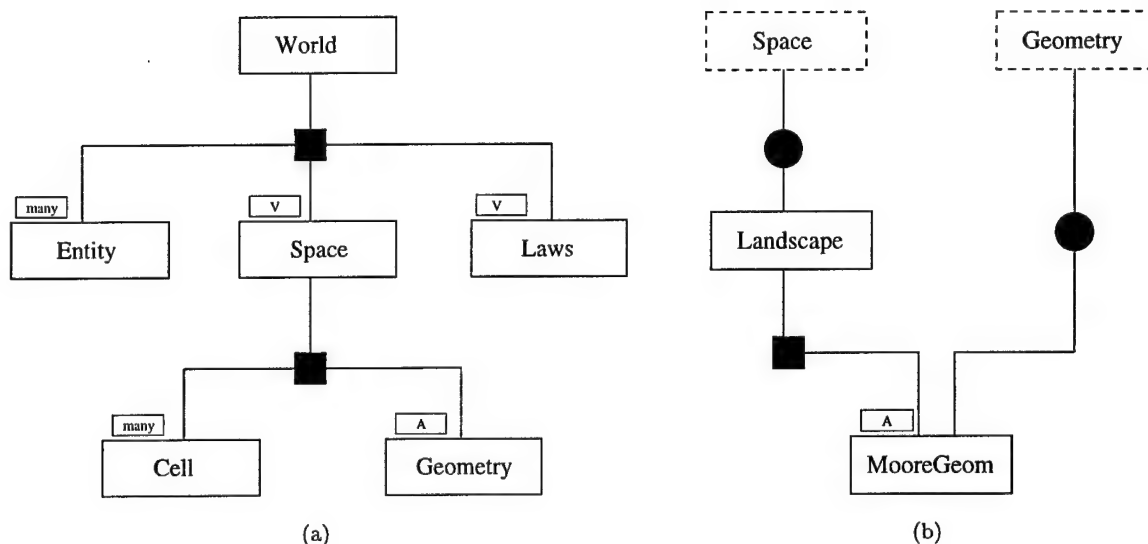 World
many
Entity
V
Space
V
Laws
many
Cell
A
Geometry
(a)
Space
Geometry
Landscape
A
MooreGeom
(b)